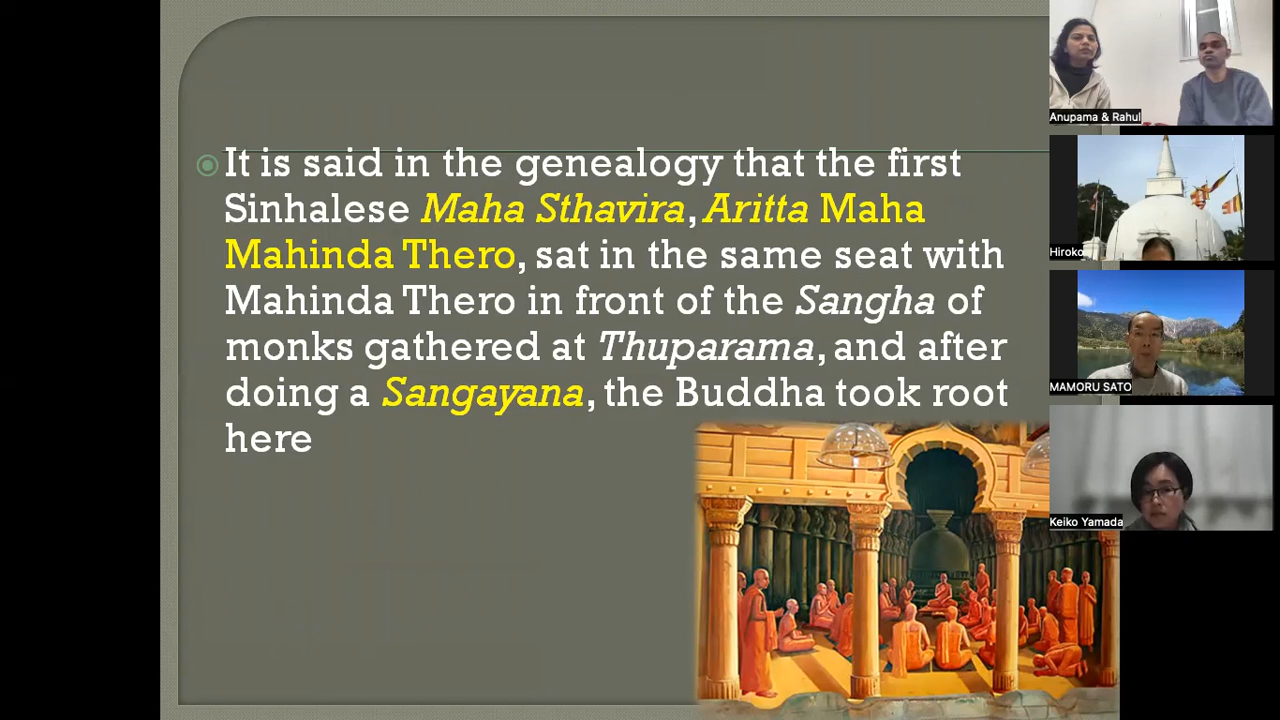 It is said in the genealogy that the first
Sinhalese Maha Sthavira, Aritta Maha
Mahinda Thero, sat in the same seat with
Mahinda Thero in front of the Sangha of
monks gathered at Thuparama, and after
doing a Sangayana, the Buddha took root
here
Anupama & Rahul
Hiroko
MAMORU SATO
Keiko Yamada